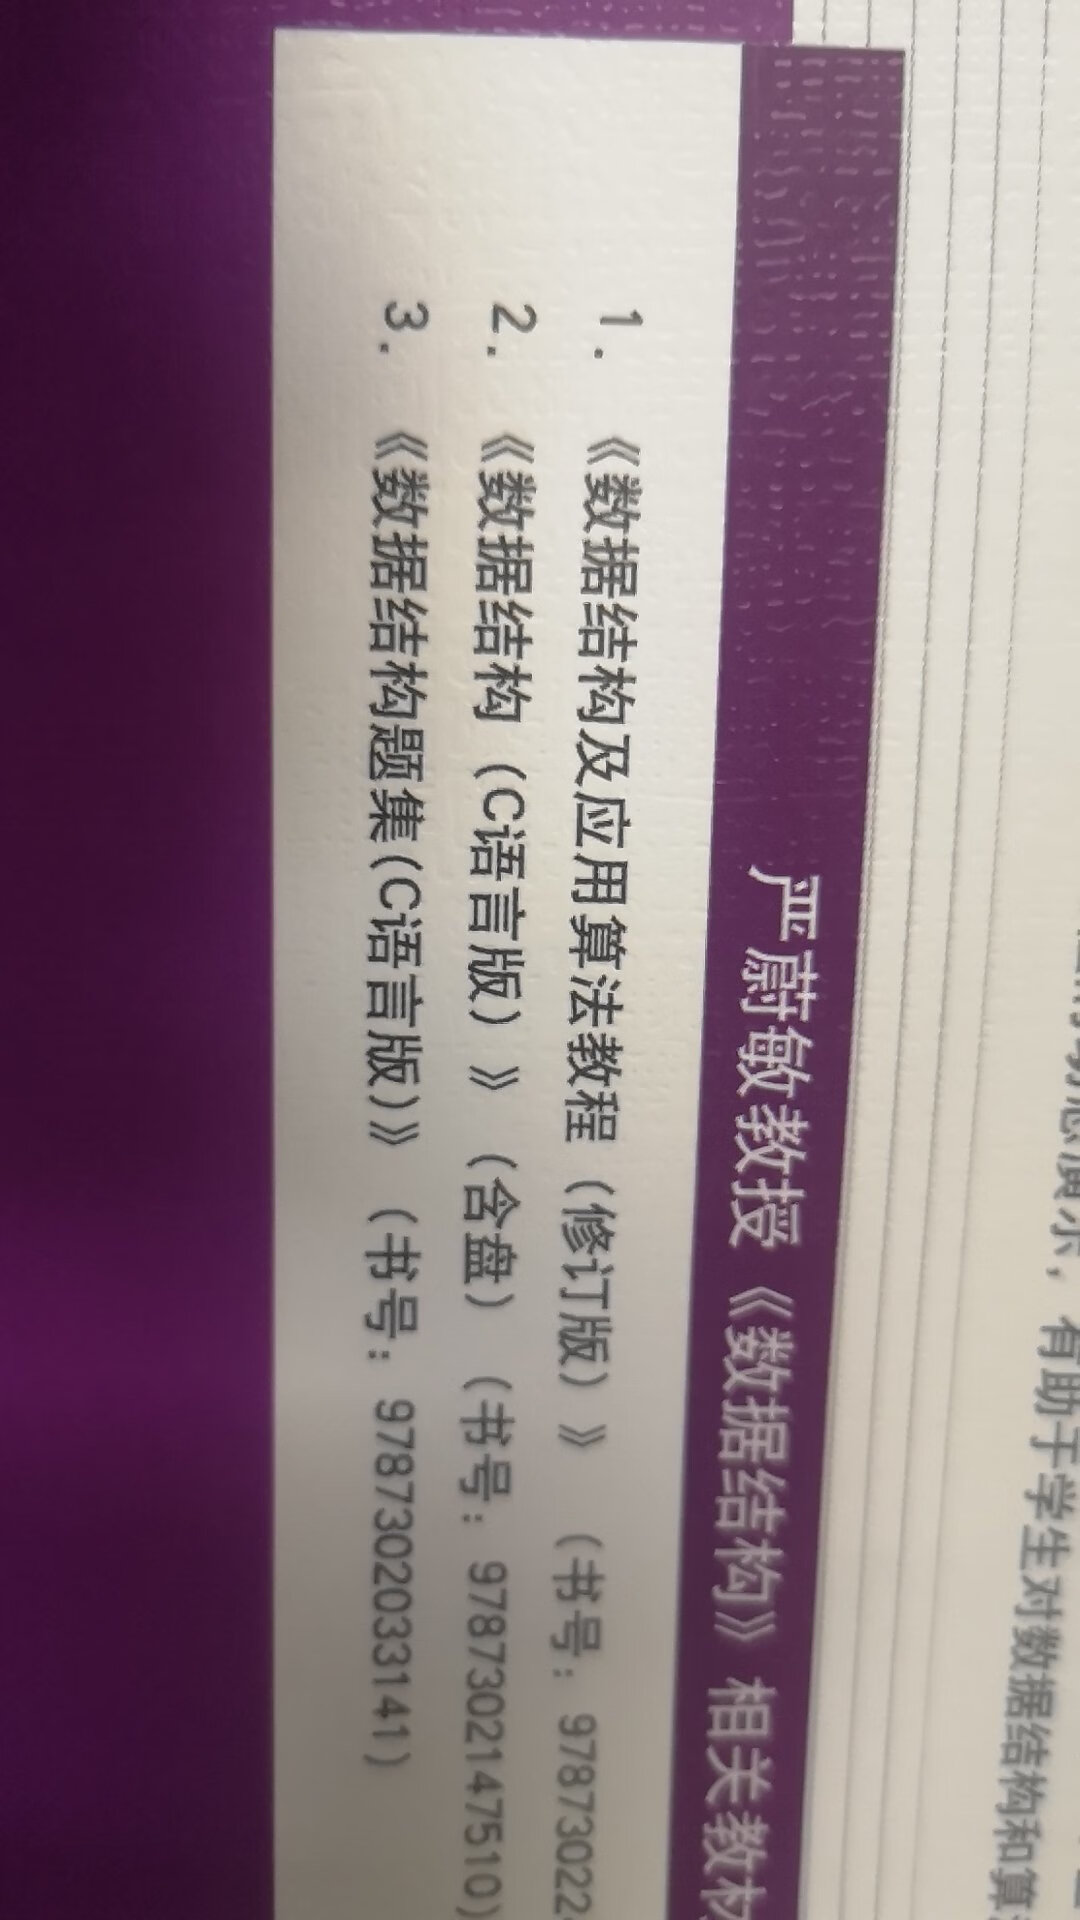 有助于学生对数据结构和算
严蔚敏教授《数据结构》相关教材
1. 《数据结构及应用算法教程（修订版）》 （书号：97873022
2. 《数据结构（C语言版）》（含盘）（书号：9787302147510）
3. 《数据结构题集(C语言版)》 （书号：9787302033141）